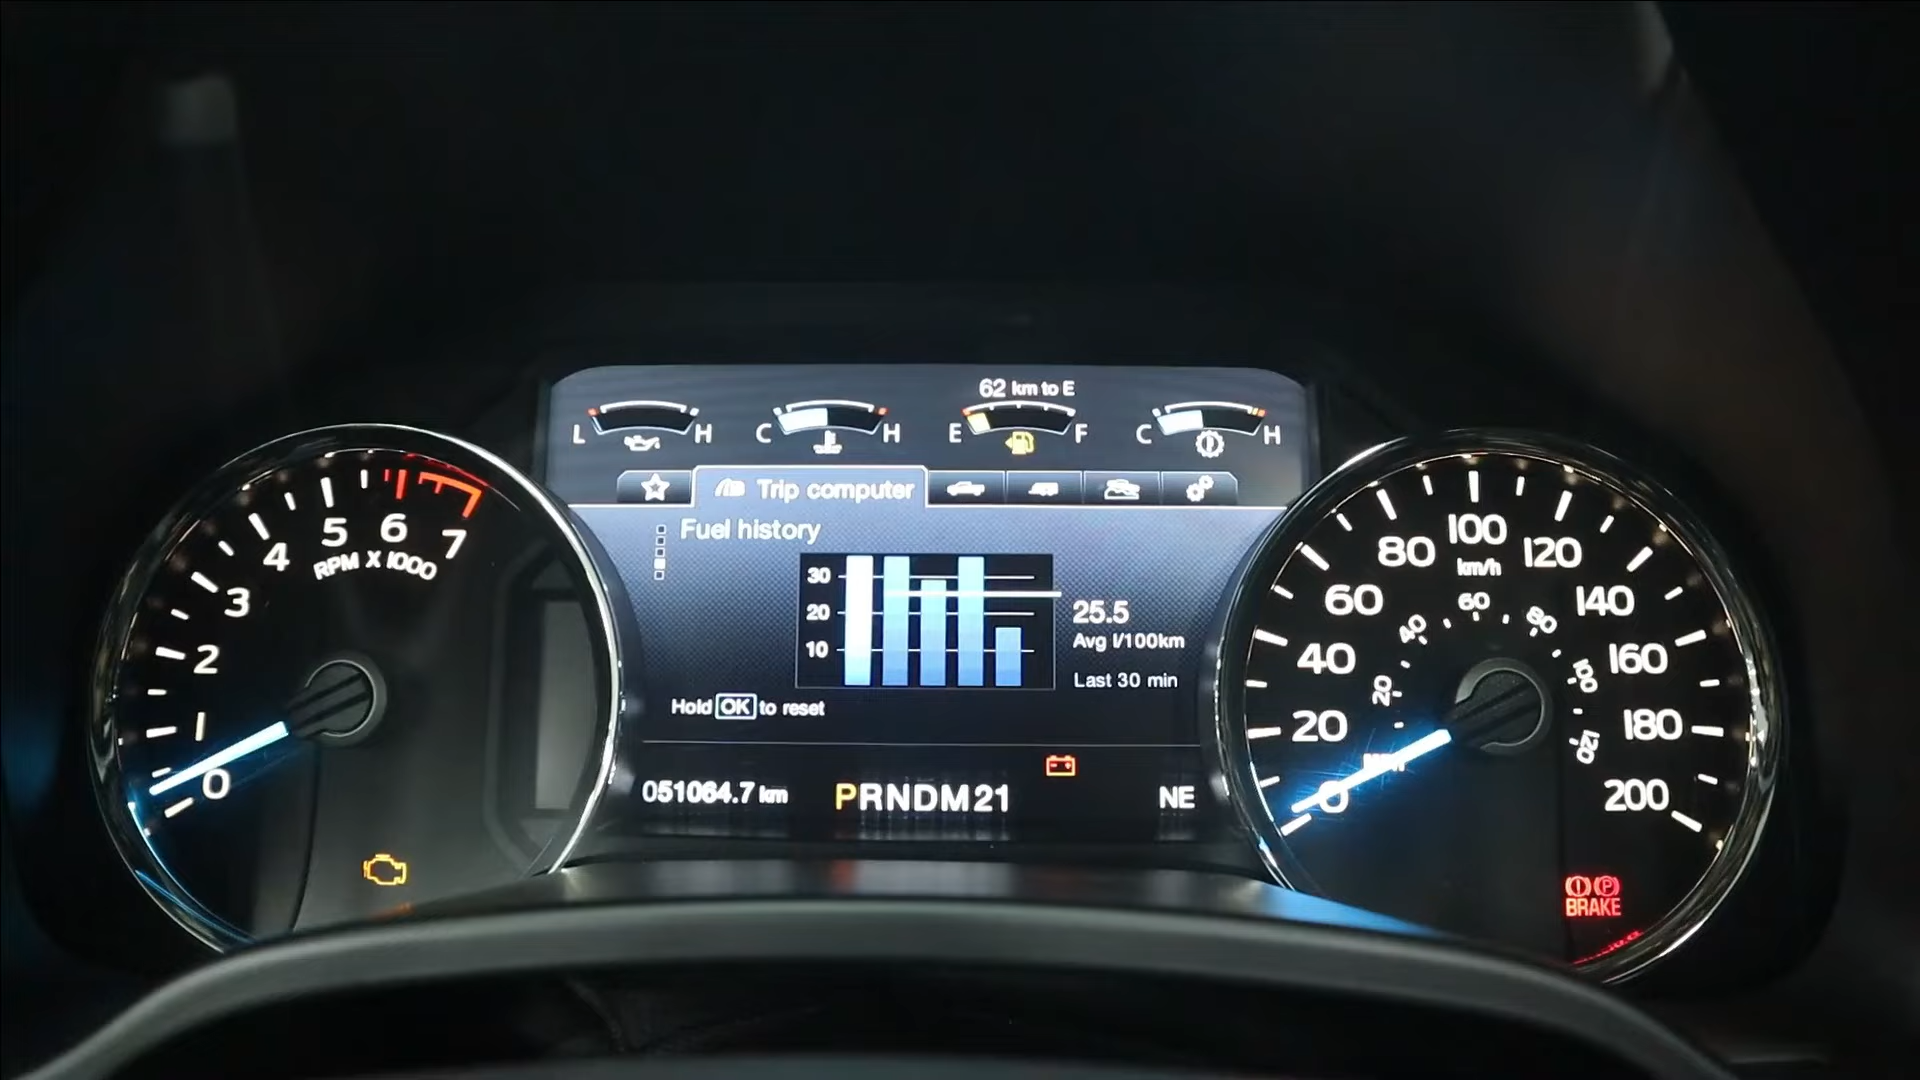 62 km to E
L H
C H
E F
C H
Trip computer
Fuel history
30
20
10
25.5
Avg l/100km
Last 30 min
Hold OK to reset
051064.7 km
PRNDM21
NE
0
1
2
3
4
5
6
7
RPM X 1000
0
20
40
60
80
100
120
140
160
180
200
km/h
20
40
60
80
100
120
P
BRAKE